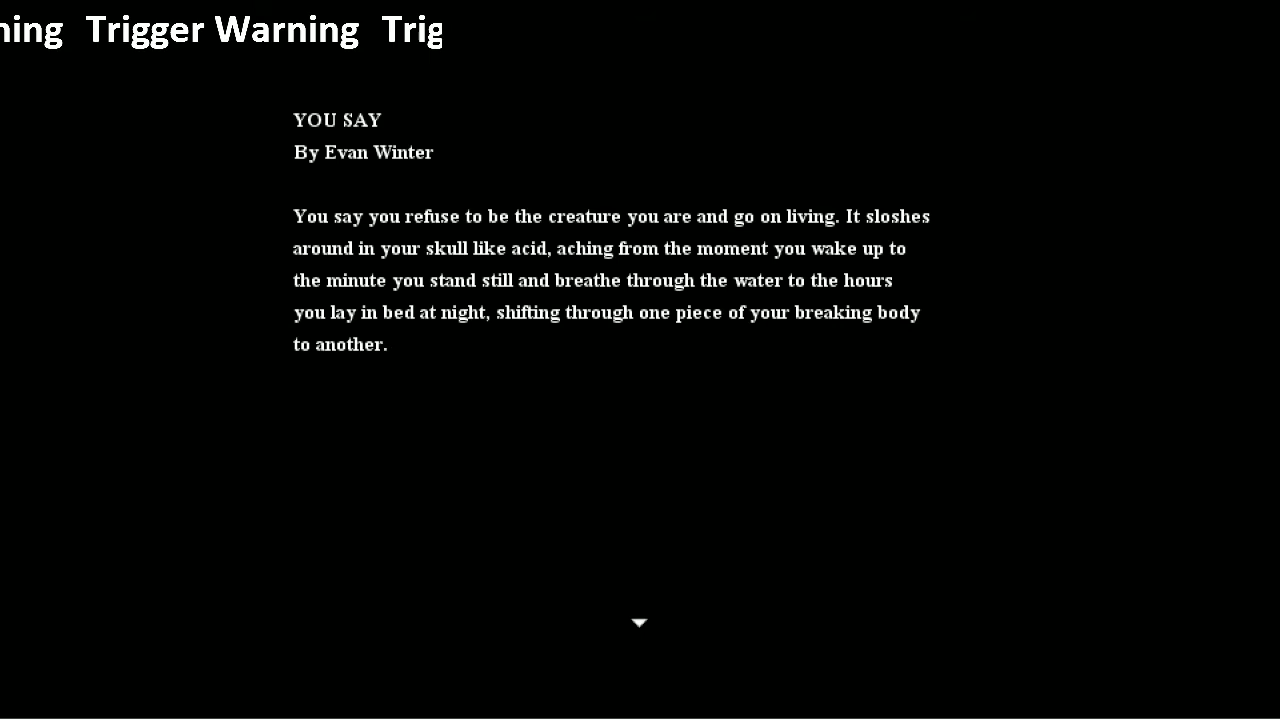 ning Trigger Warning Trig
YOU SAY
By Evan Winter
You say you refuse to be the creature you are and go on living. It sloshes
around in your skull like acid, aching from the moment you wake up to
the minute you stand still and breathe through the water to the hours
you lay in bed at night, shifting through one piece of your breaking body
to another.